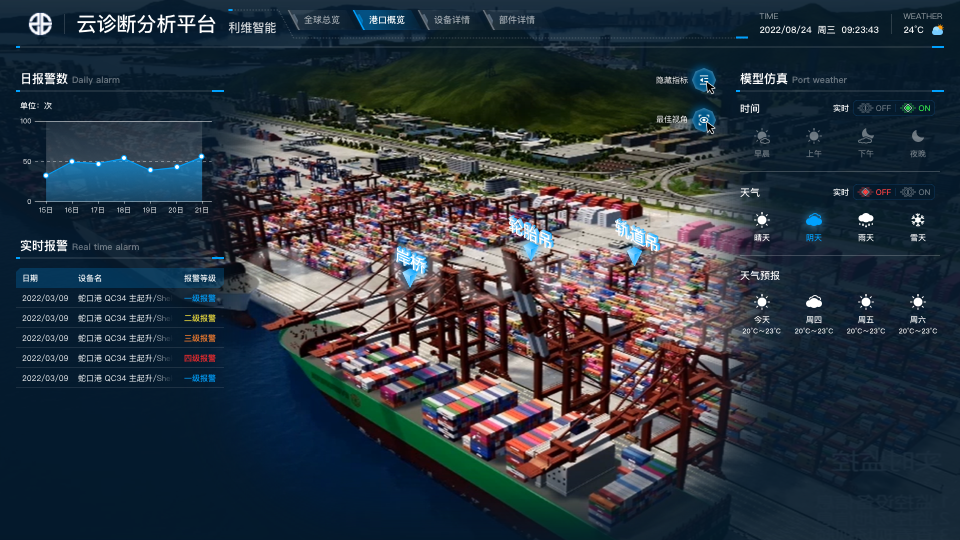 云诊断分析平台 利维智能
全球总览 港口概览 设备详情 部件详情
TIME
2022/08/24 周三 09:23:43
WEATHER
24℃
日报警数 Daily alarm
单位：次
100
50
0
15日 16日 17日 18日 19日 20日 21日
实时报警 Real time alarm
日期 设备名 报警等级
2022/03/09 蛇口港 QC34 主起升/She 一级报警
2022/03/09 蛇口港 QC34 主起升/She 二级报警
2022/03/09 蛇口港 QC34 主起升/She 三级报警
2022/03/09 蛇口港 QC34 主起升/She 四级报警
2022/03/09 蛇口港 QC34 主起升/She 一级报警
隐藏指标
最佳视角
岸桥
轮胎吊
轨道吊
模型仿真 Port weather
时间 实时 OFF ON
早晨 上午 下午 夜晚
天气 实时 OFF ON
晴天 阴天 雨天 雪天
天气预报
今天 周四 周五 周六
20℃~23℃ 20℃~23℃ 20℃~23℃ 20℃~23℃